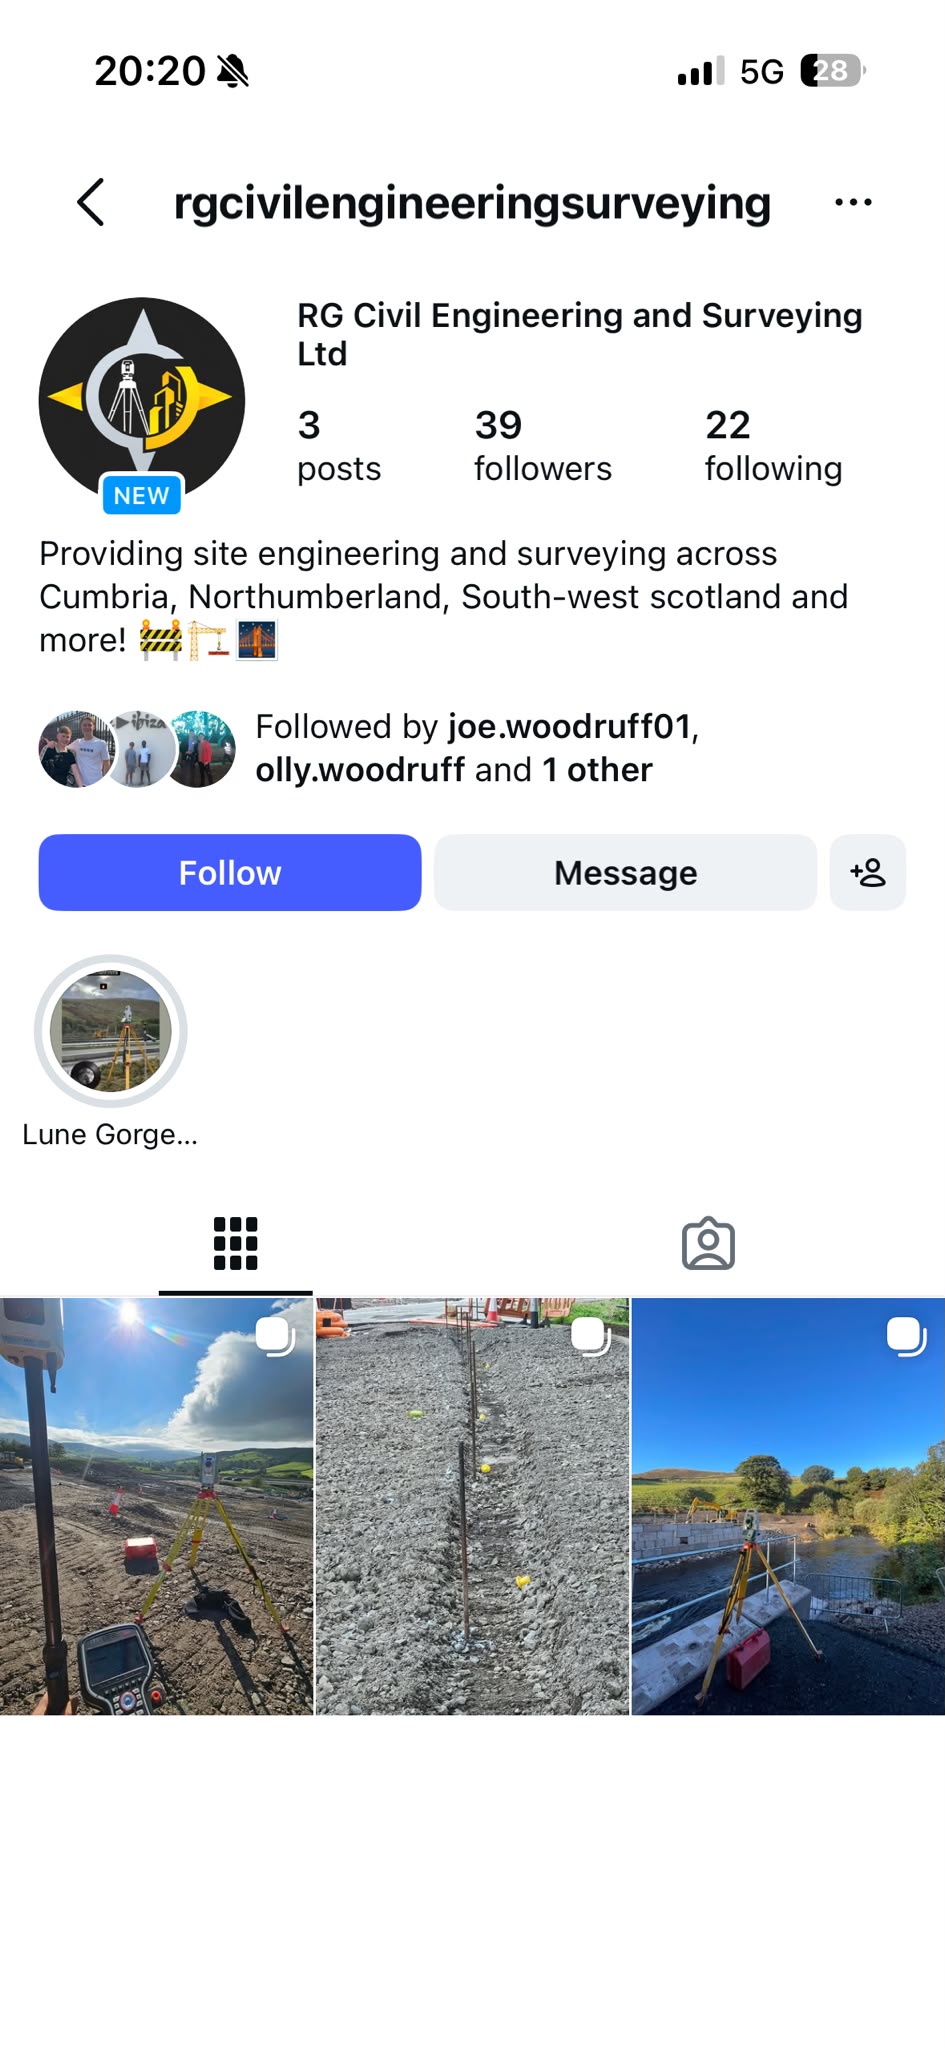 20:20
5G
28
rgcivilengineeringsurveying
RG Civil Engineering and Surveying
Ltd
3
39
22
posts
followers
following
NEW
Providing site engineering and surveying across
Cumbria, Northumberland, South-west scotland and
more! 🚧🏗️🌉
ibiza
Followed by joe.woodruff01,
olly.woodruff and 1 other
Follow
Message
Lune Gorge...